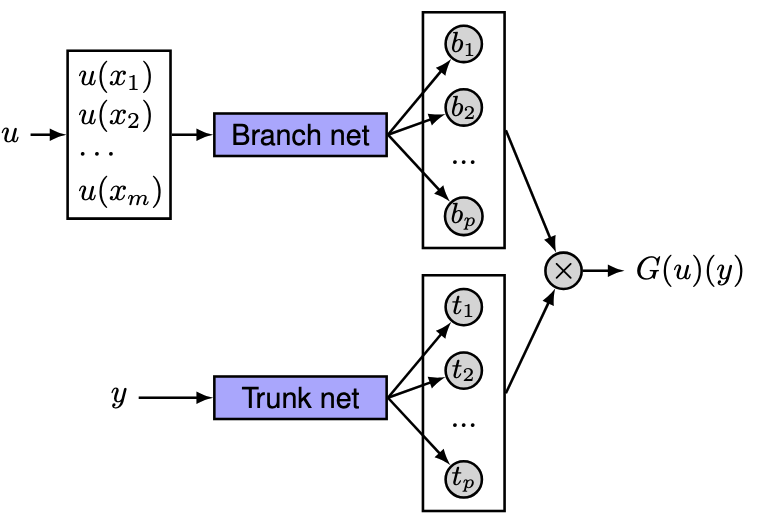 u
u(x₁)
u(x₂)
...
u(xₘ)
Branch net
b₁
b₂
...
bₚ
⊗
G(u)(y)
y
Trunk net
t₁
t₂
...
tₚ